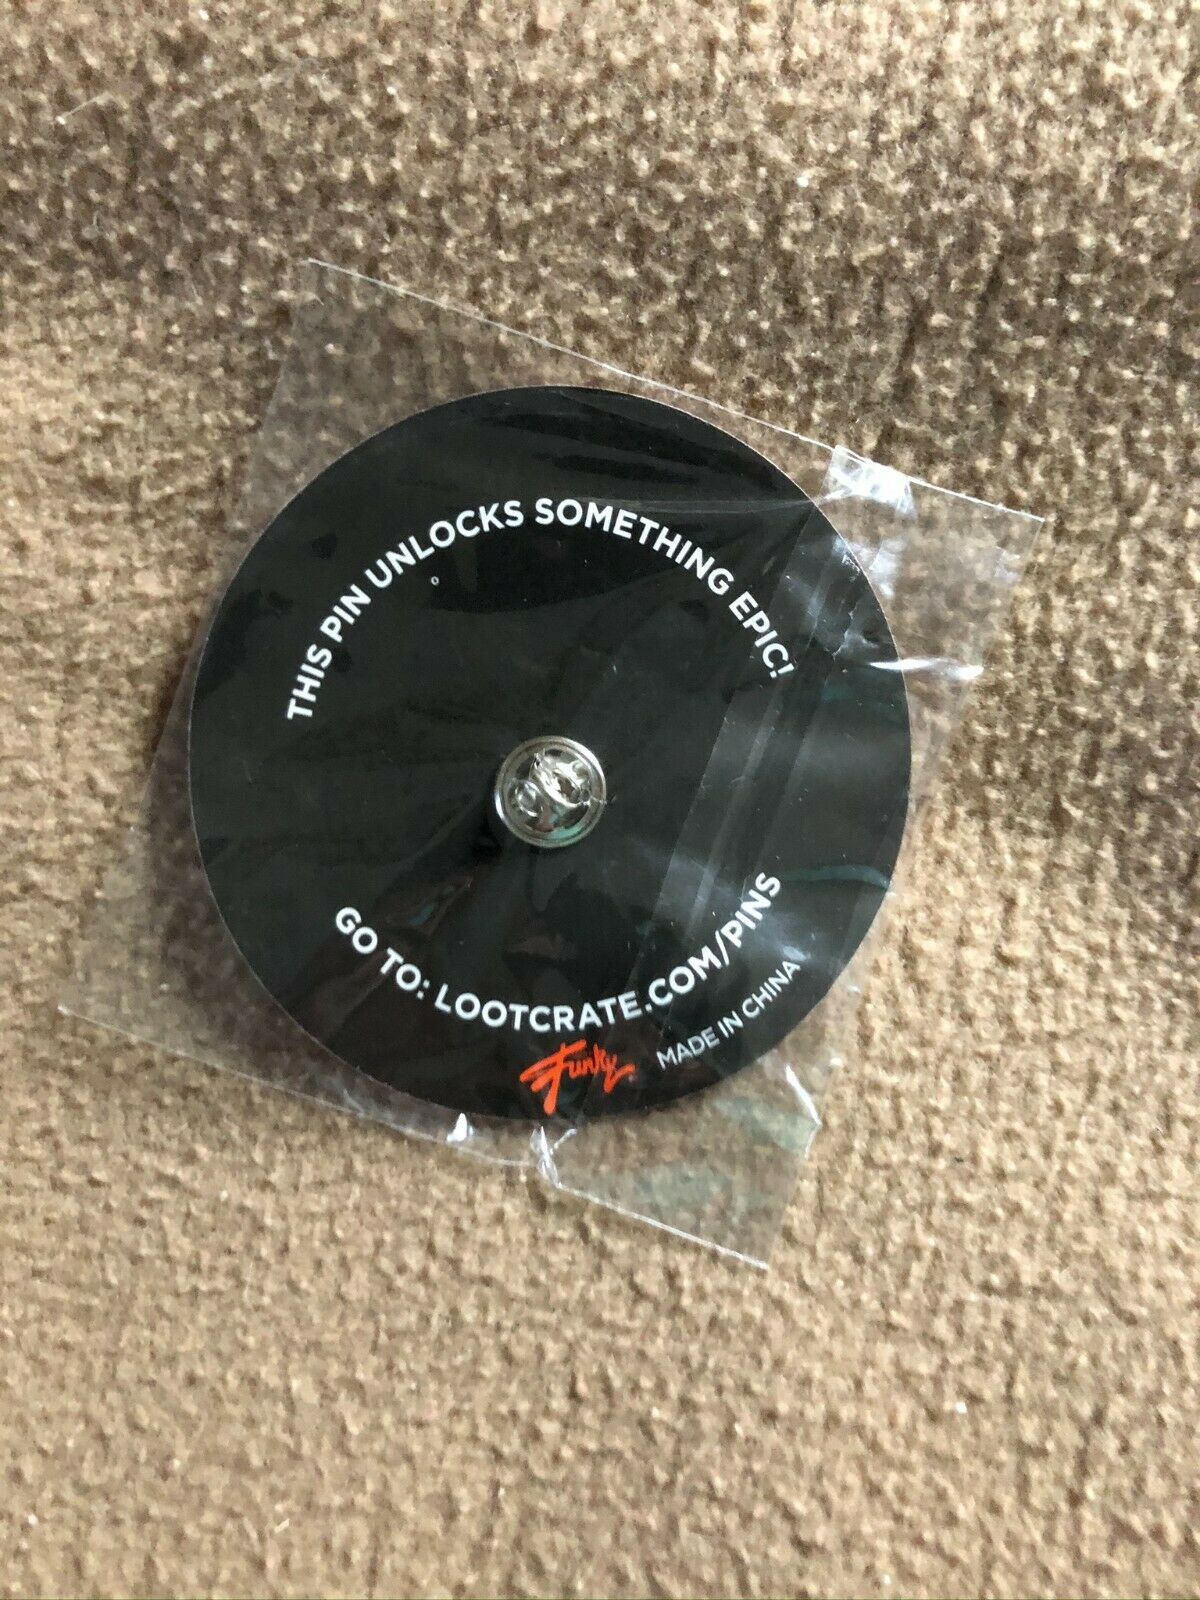 THIS PIN UNLOCKS SOMETHING EPIC!
GO TO: LOOTCRATE.COM/PINS
Funky
MADE IN CHINA